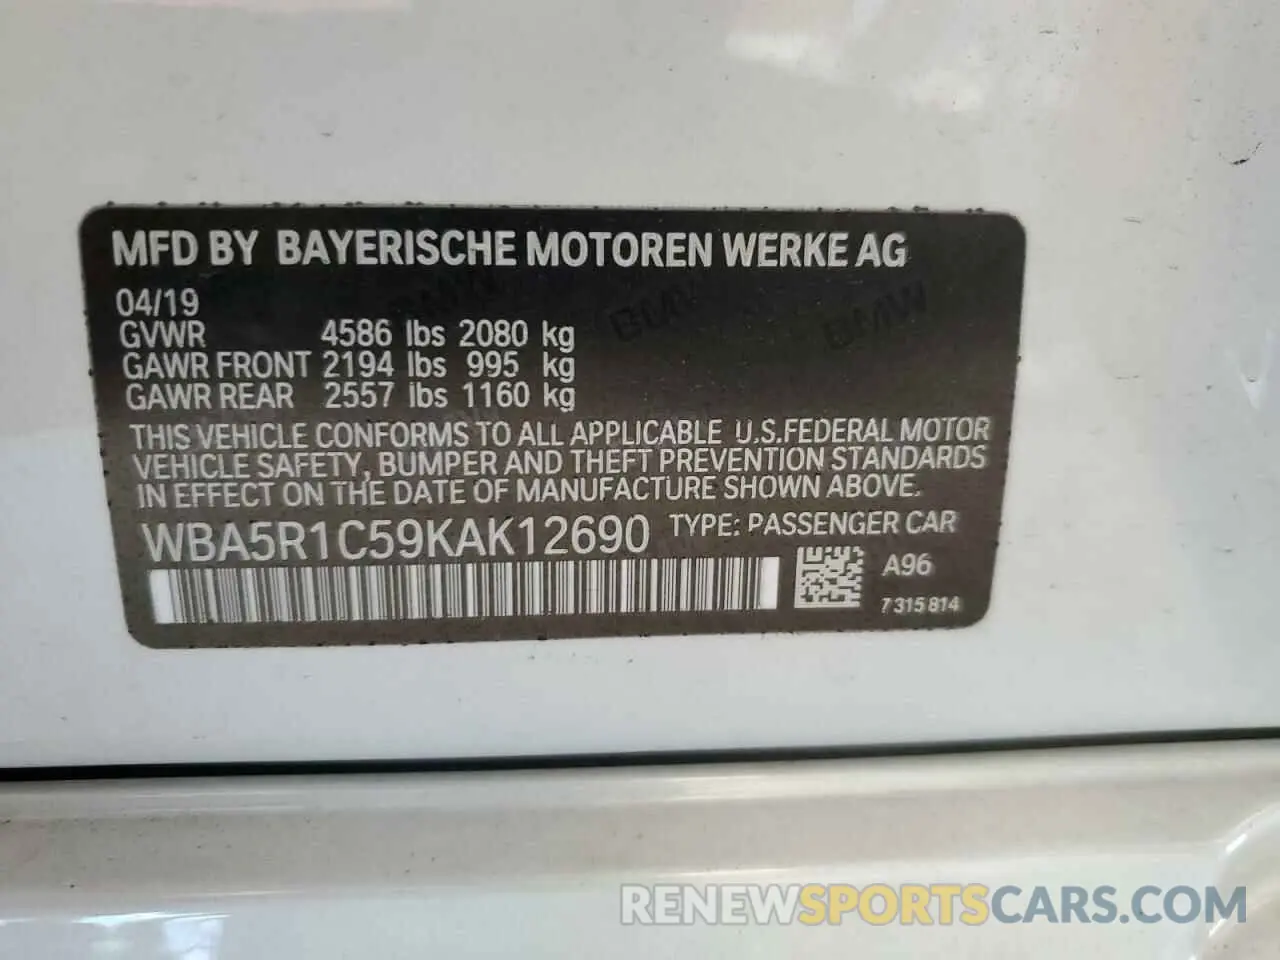 MFD BY BAYERISCHE MOTOREN WERKE AG
04/19
GVWR 4586 lbs 2080 kg
GAWR FRONT 2194 lbs 995 kg
GAWR REAR 2557 lbs 1160 kg
THIS VEHICLE CONFORMS TO ALL APPLICABLE U.S.FEDERAL MOTOR
VEHICLE SAFETY, BUMPER AND THEFT PREVENTION STANDARDS
IN EFFECT ON THE DATE OF MANUFACTURE SHOWN ABOVE.
WBA5R1C59KAK12690 TYPE: PASSENGER CAR
A96
7 315 814
BMW BMW BMW
RENEWSPORTSCARS.COM